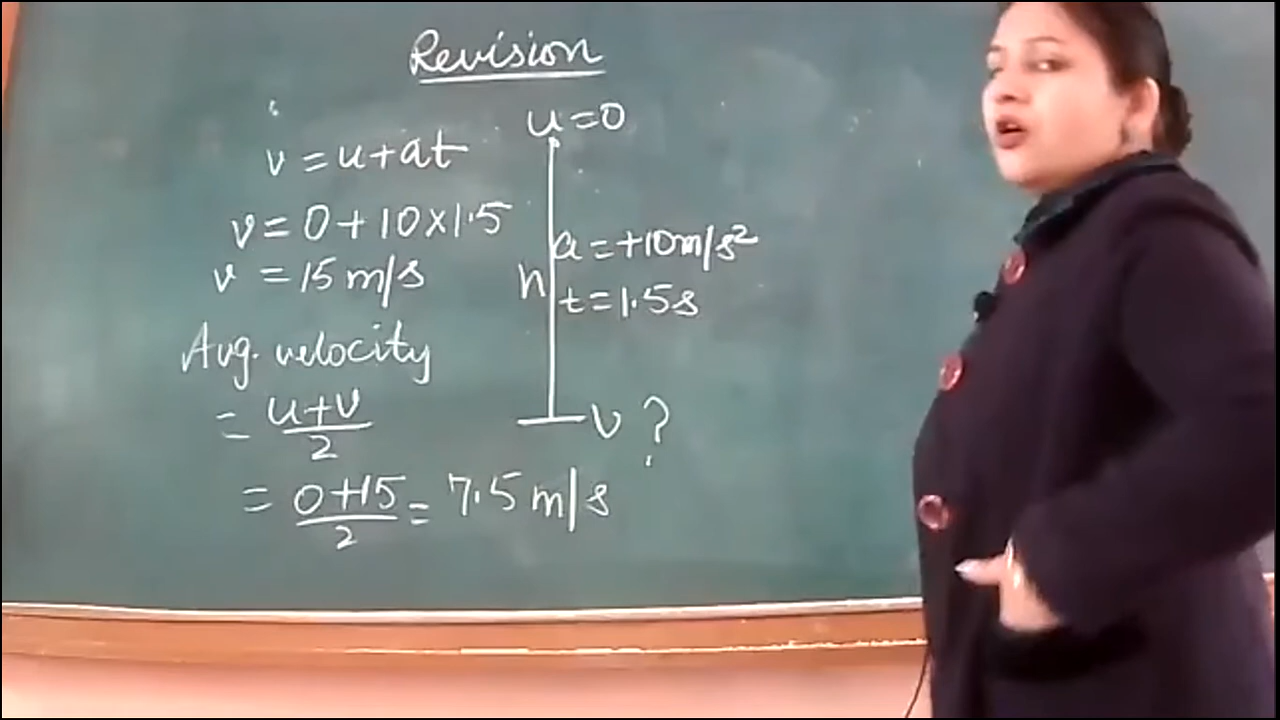 Revision
v = u + at
v = 0 + 10 × 1.5
v = 15 m/s
Avg. velocity
= u+v/2
= 0+15/2 = 7.5 m/s
u = 0
a = +10 m/s²
h
t = 1.5 s
v ?